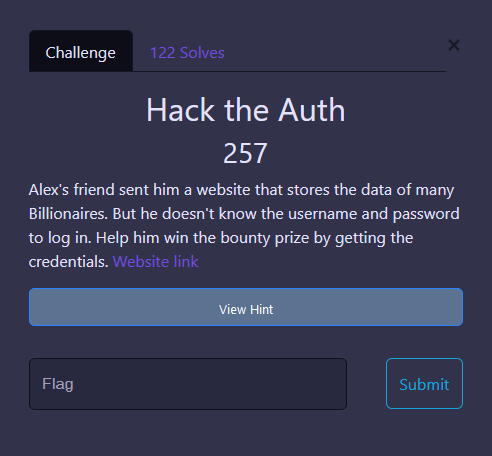 Challenge
122 Solves
×
Hack the Auth
257
Alex's friend sent him a website that stores the data of many
Billionaires. But he doesn't know the username and password
to log in. Help him win the bounty prize by getting the
credentials. Website link
View Hint
Flag
Submit